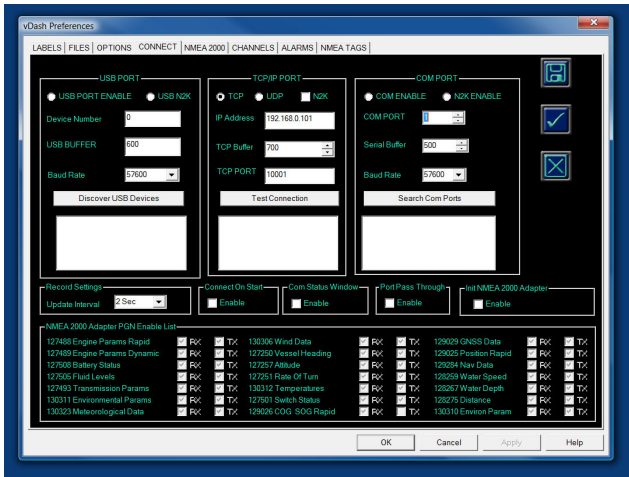 vDash Preferences
LABELS FILES OPTIONS CONNECT NMEA 2000 CHANNELS ALARMS NMEA TAGS
USB PORT TCP/IP PORT COM PORT
USB PORT ENABLE USB N2K TCP UDP N2K COM ENABLE N2K ENABLE
Device Number 0 IP Address 192.168.0.101 COM PORT 1
USB BUFFER 600 TCP Buffer 700 Serial Buffer 500
Baud Rate 57600 TCP PORT 10001 Baud Rate 57600
Discover USB Devices Test Connection Search Com Ports
Record Settings Connect On Start Com Status Window Port Pass Through Init NMEA 2000 Adapter
Update Interval 2 Sec Enable Enable Enable Enable
NMEA 2000 Adapter PGN Enable List
127488 Engine Params Rapid RX TX 130306 Wind Data RX TX 129029 GNSS Data RX TX
127489 Engine Params Dynamic RX TX 127250 Vessel Heading RX TX 129025 Position Rapid RX TX
127508 Battery Status RX TX 127257 Attitude RX TX 129284 Nav Data RX TX
127505 Fluid Levels RX TX 127251 Rate Of Turn RX TX 128259 Water Speed RX TX
127493 Transmission Params RX TX 130312 Temperatures RX TX 128267 Water Depth RX TX
130311 Environmental Params RX TX 127501 Switch Status RX TX 128275 Distance RX TX
130323 Meteorological Data RX TX 129026 COG SOG Rapid RX TX 130310 Environ Param RX TX
OK Cancel Apply Help